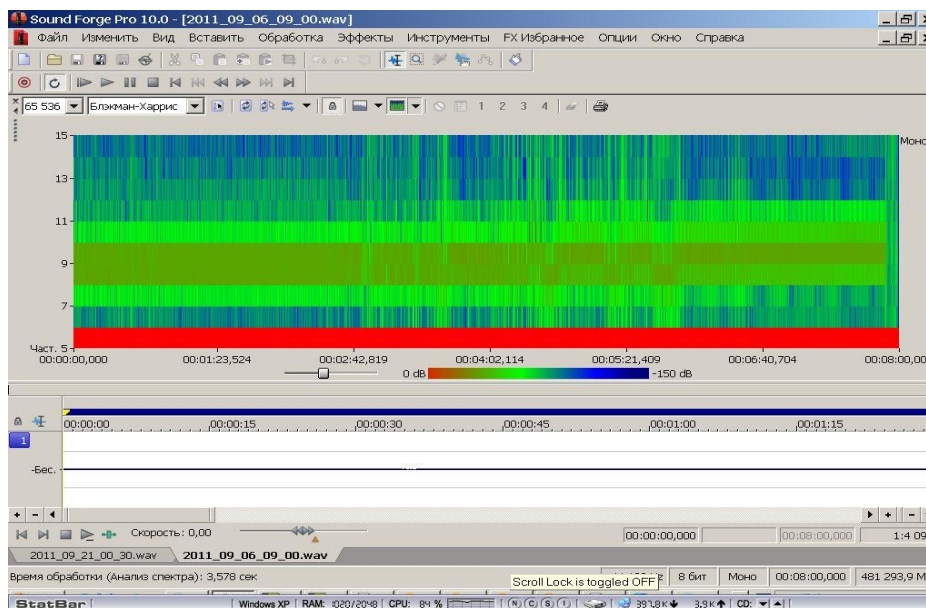 Sound Forge Pro 10.0 - [2011_09_06_09_00.wav]
Файл Изменить Вид Вставить Обработка Эффекты Инструменты FX Избранное Опции Окно Справка
65 536 Блэкман-Харрис 1 2 3 4
15
Моно
13
11
9
7
Част. 5
00:00:00,000 00:01:23,524 00:02:42,819 00:04:02,114 00:05:21,409 00:06:40,704 00:08:00,00
0 dB -150 dB
00:00:00 00:00:15 00:00:30 00:00:45 00:01:00 00:01:15
1
-Бес.
Скорость: 0,00 00:00:00,000 00:08:00,000 1:4 09
2011_09_21_00_30.wav 2011_09_06_09_00.wav
Время обработки (Анализ спектра): 3,578 сек 8 бит Моно 00:08:00,000 481 293,9 М
Scroll Lock is toggled OFF
StatBar Windows XP RAM: 1020/2048 CPU: 84 % N C S I 397,8K 3,9K CD: